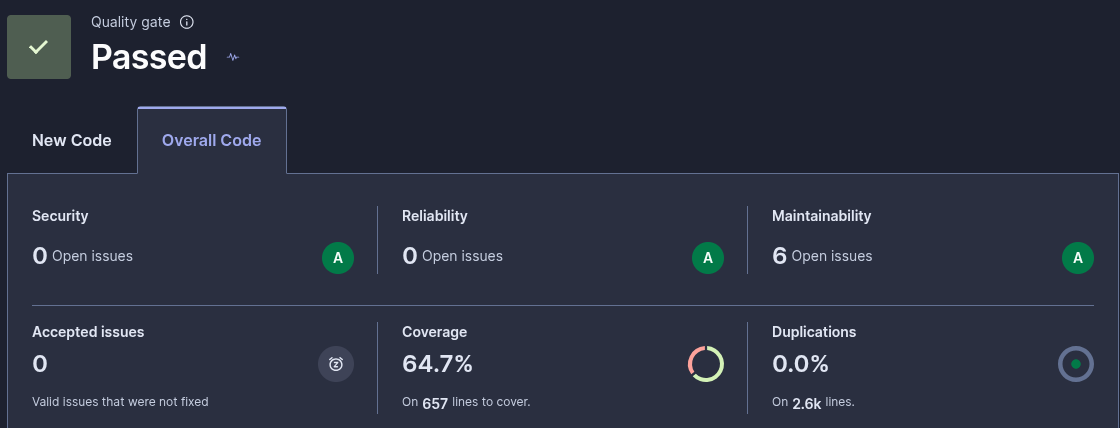 Quality gate
Passed
New Code
Overall Code
Security
Reliability
Maintainability
0 Open issues
A
0 Open issues
A
6 Open issues
A
Accepted issues
Coverage
Duplications
0
64.7%
0.0%
Valid issues that were not fixed
On 657 lines to cover.
On 2.6k lines.